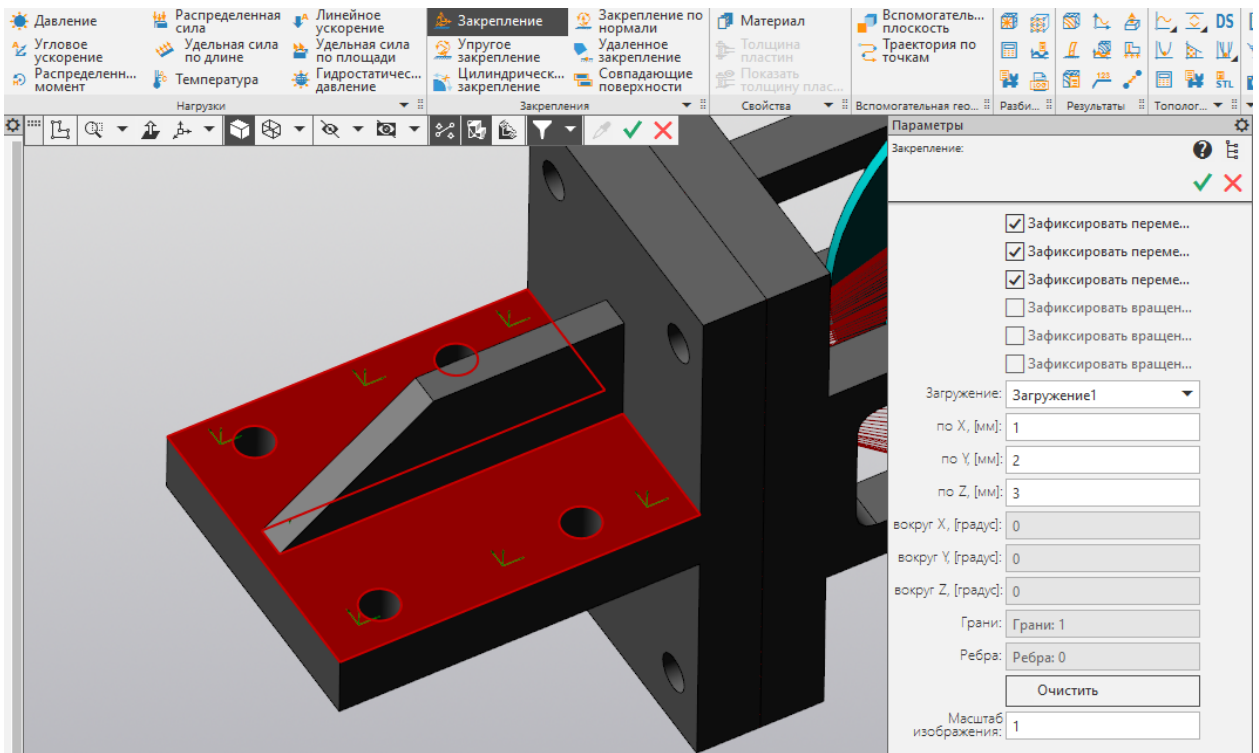 Давление
Распределенная
сила
Линейное
ускорение
Угловое
ускорение
Удельная сила
по длине
Удельная сила
по площади
Распределенн...
момент
Температура
Гидростатичес...
давление
Нагрузки
Закрепление
Закрепление по
нормали
Упругое
закрепление
Удаленное
закрепление
Цилиндрическ...
закрепление
Совпадающие
поверхности
Закрепления
Материал
Толщина
пластин
Показать
толщину плас...
Свойства
Вспомогатель...
плоскость
Траектория по
точкам
Вспомогательная гео...
Разби...
123
Результаты
DS
STL
Тополог...
Параметры
Закрепление:
Зафиксировать переме...
Зафиксировать переме...
Зафиксировать переме...
Зафиксировать вращен...
Зафиксировать вращен...
Зафиксировать вращен...
Загружение: Загружение1
по X, [мм]: 1
по Y, [мм]: 2
по Z, [мм]: 3
вокруг X, [градус]: 0
вокруг Y, [градус]: 0
вокруг Z, [градус]: 0
Грани: Грани: 1
Ребра: Ребра: 0
Очистить
Масштаб
изображения: 1